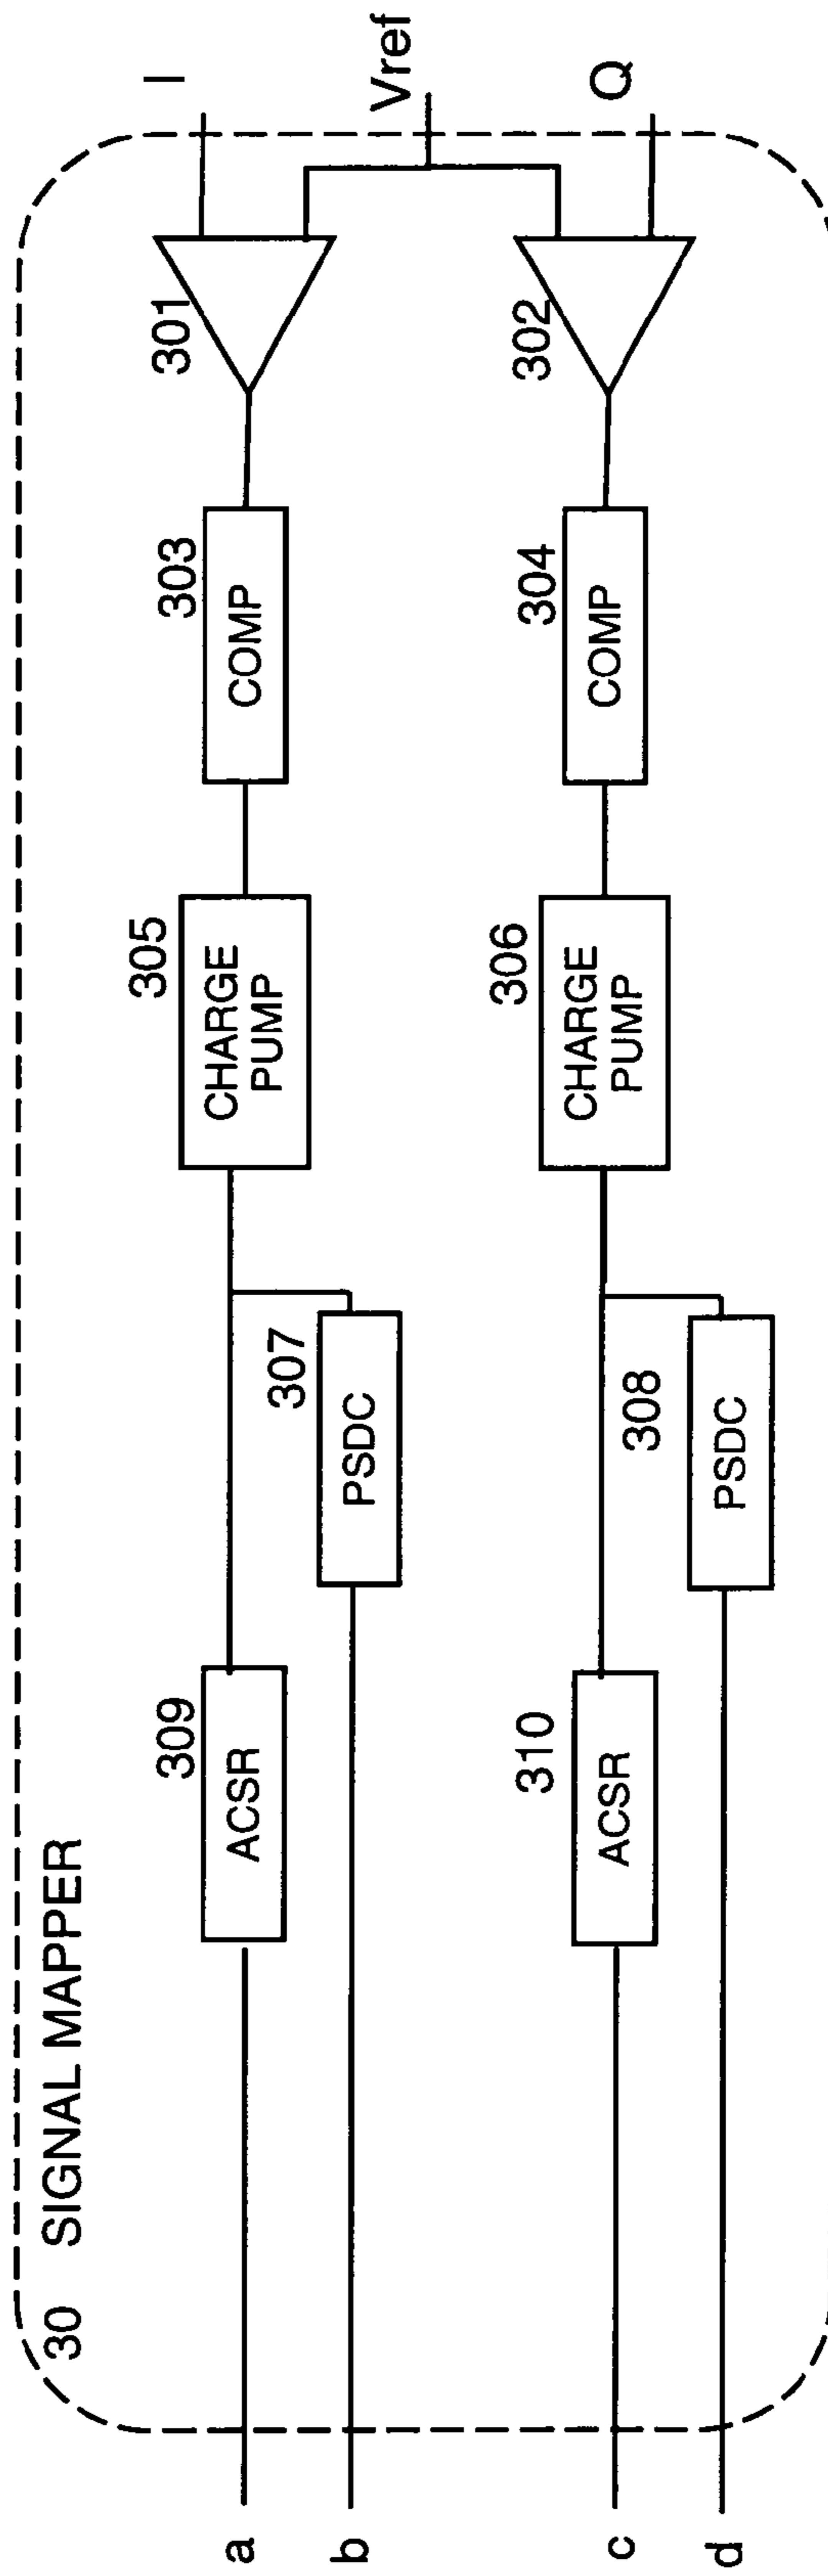 30 SIGNAL MAPPER
a
309
ACSR
305
CHARGE
PUMP
303
COMP
301
I
b
307
PSDC
Vref
c
310
ACSR
306
CHARGE
PUMP
304
COMP
302
Q
d
308
PSDC